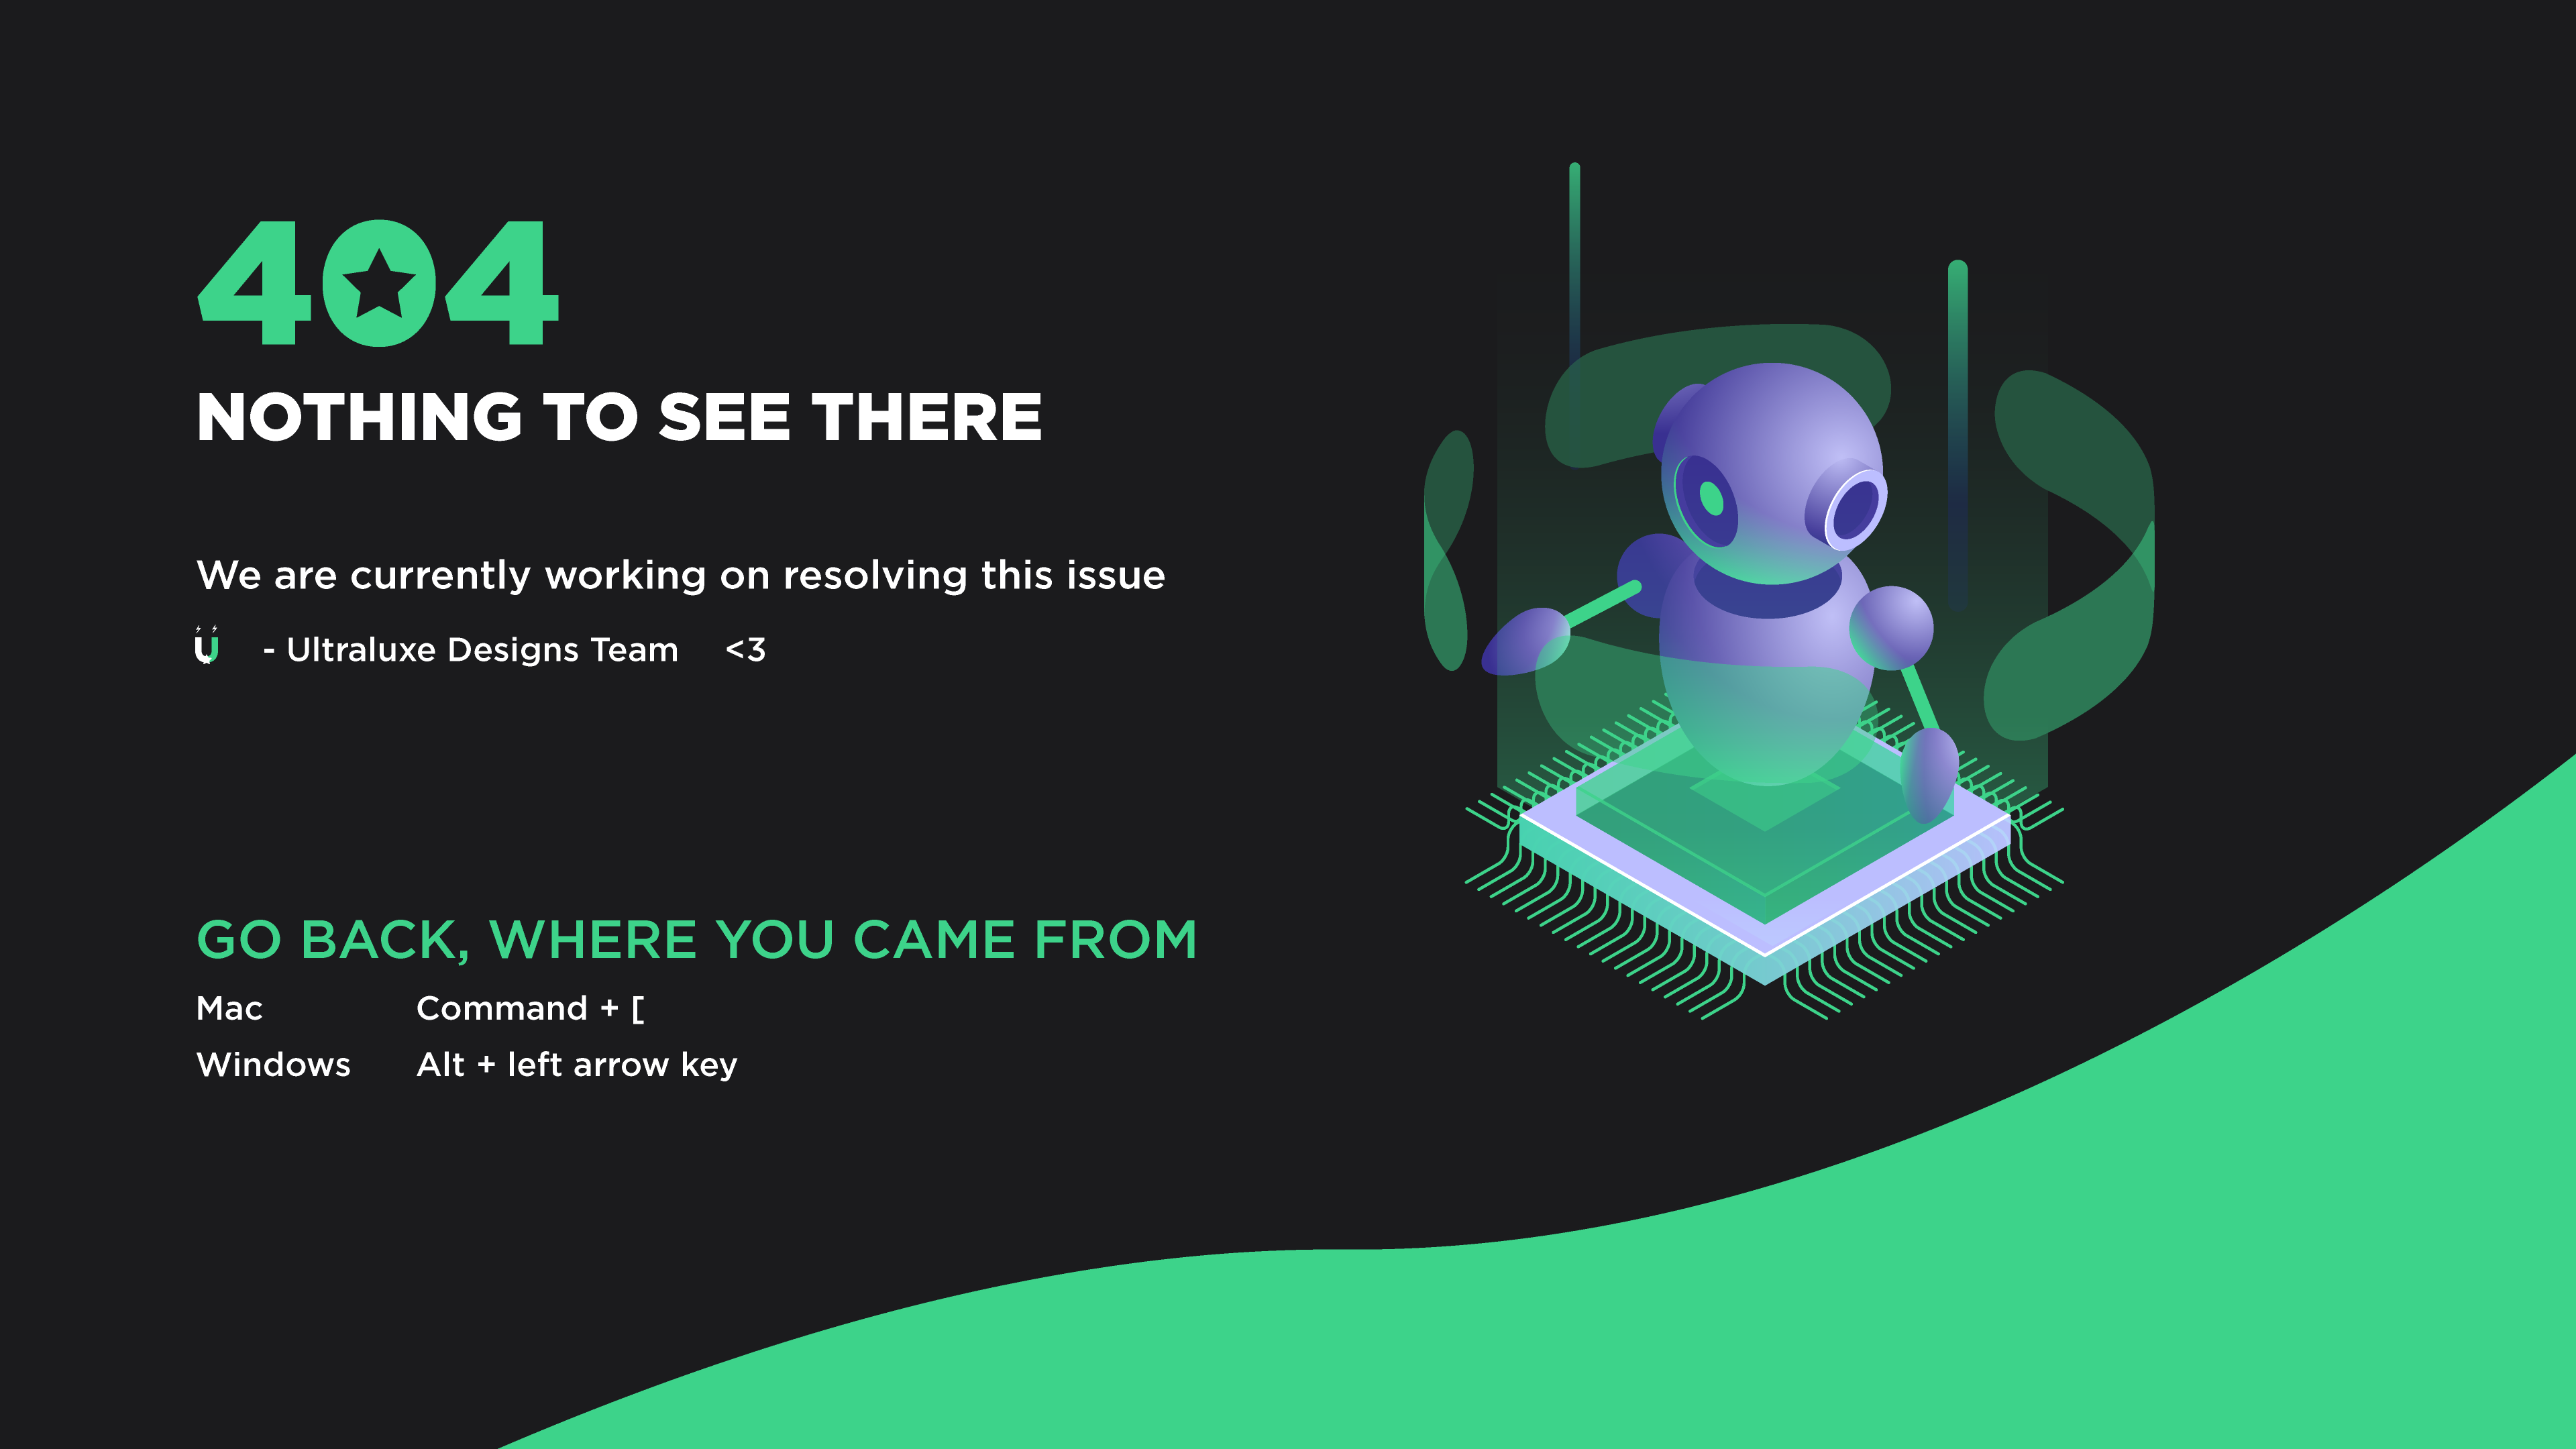 404
NOTHING TO SEE THERE
We are currently working on resolving this issue
U - Ultraluxe Designs Team <3
GO BACK, WHERE YOU CAME FROM
Mac Command + [
Windows Alt + left arrow key